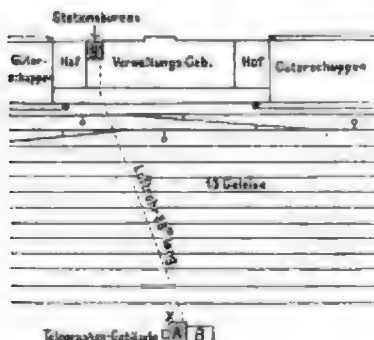 Stationsbureau
Güter-
schuppen
Hof
Verwaltungs-Geb.
Hof
Güterschuppen
13 Geleise
Telegraphen-Gebäude
C
A
B